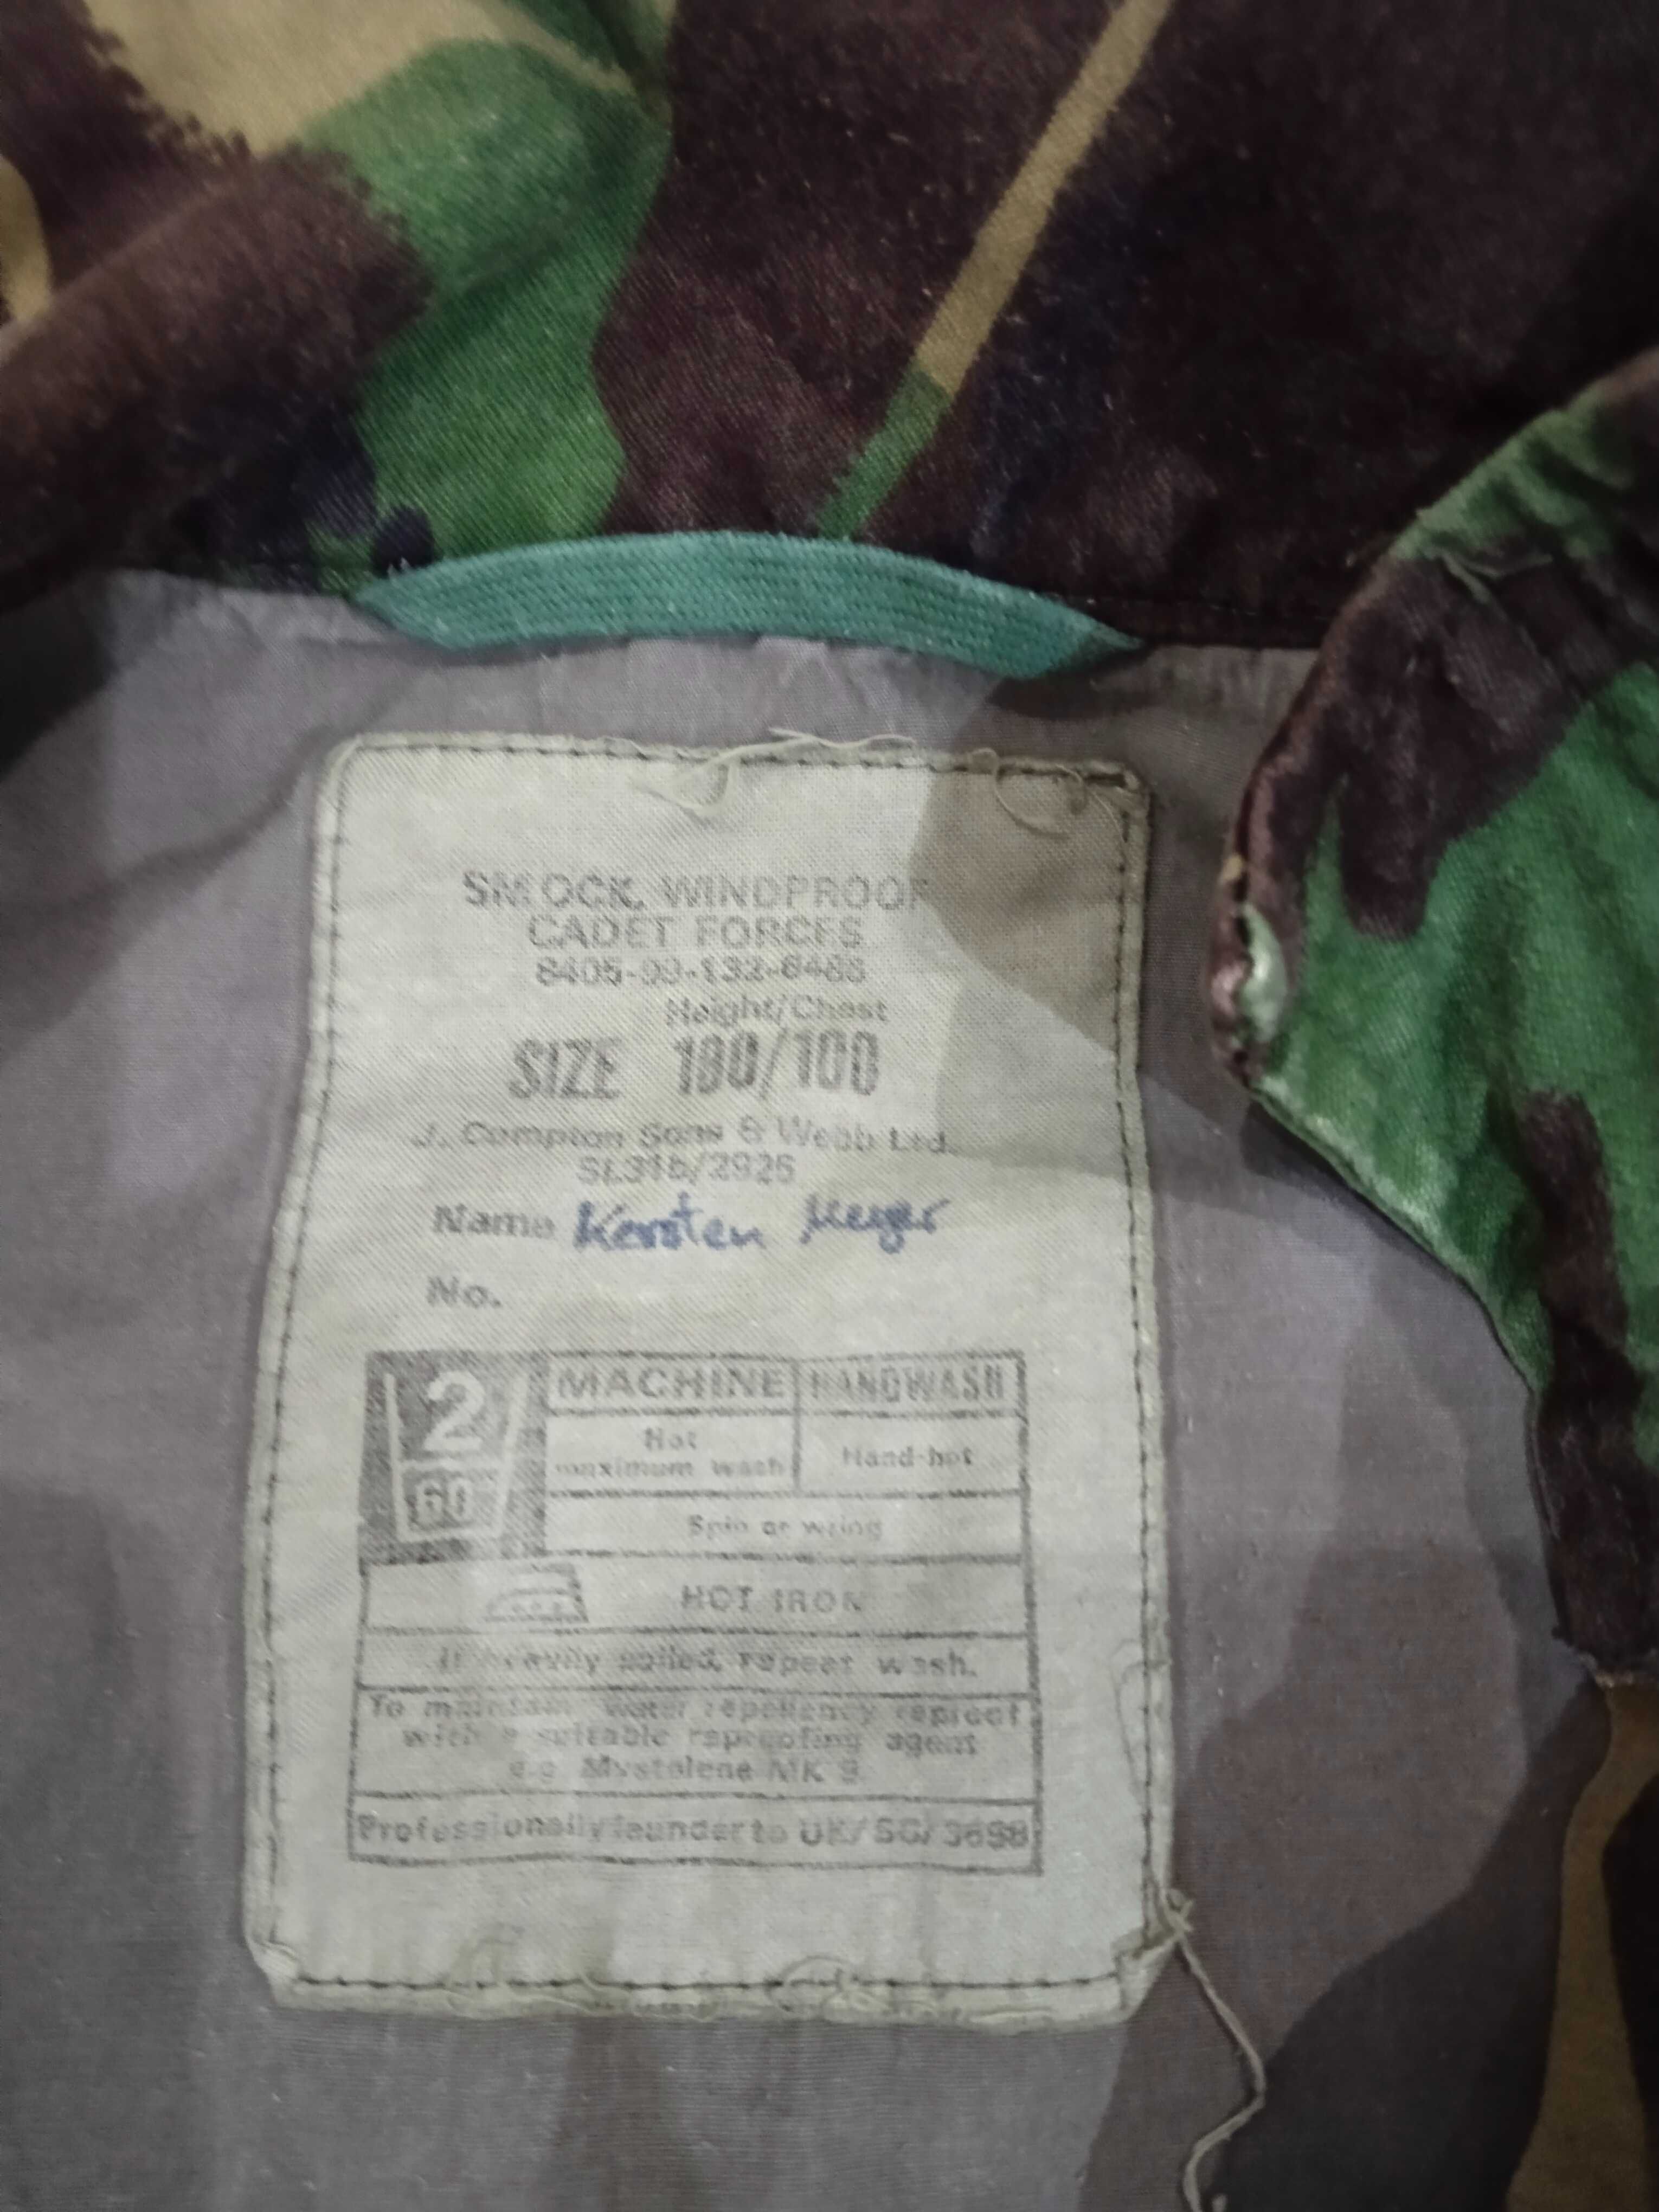 SMOCK, WINDPROOF
CADET FORCES
8405-99-132-8488
Height/Chest
SIZE 180/100
J. Compton Sons & Webb Ltd.
SL31b/2926
Name Kersten Meyer
No.
2
60°
MACHINE HANDWASH
Hot
maximum wash
Hand-hot
Spin or wring
HOT IRON
If heavily soiled, repeat wash.
To maintain water repellency reproof
with a suitable reproofing agent
e.g. Mystolene MK 9
Professionally launder to UK/SC/3698